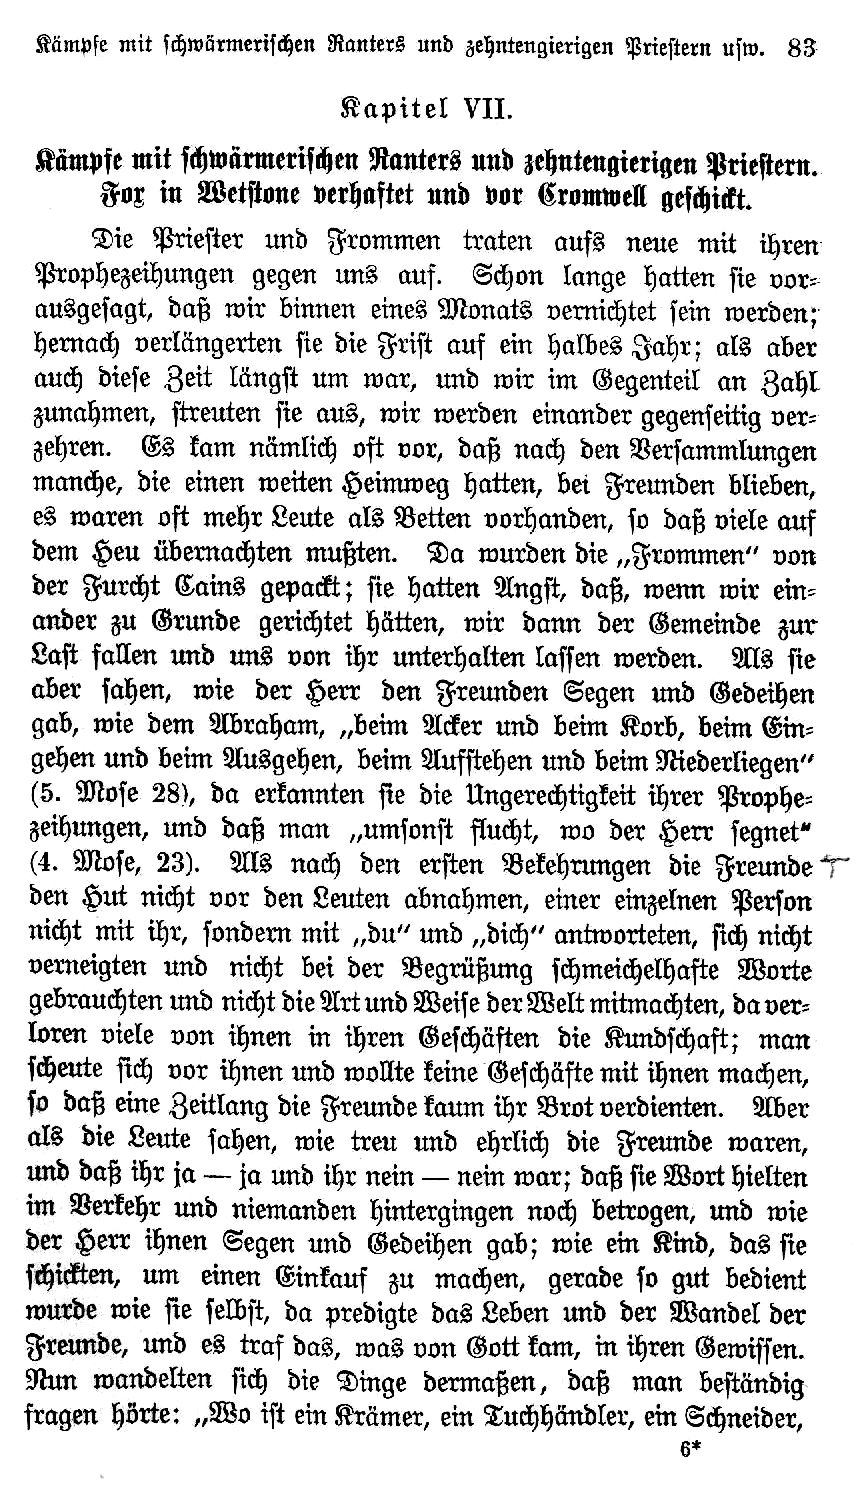 Kämpfe mit schwärmerischen Ranters und zehntengierigen Priestern usw. 83
Kapitel VII.
Kämpfe mit schwärmerischen Ranters und zehntengierigen Priestern.
Fox in Wetstone verhaftet und vor Cromwell geschickt.
Die Priester und Frommen traten aufs neue mit ihren
Prophezeihungen gegen uns auf. Schon lange hatten sie vor-
ausgesagt, daß wir binnen eines Monats vernichtet sein werden;
hernach verlängerten sie die Frist auf ein halbes Jahr; als aber
auch diese Zeit längst um war, und wir im Gegenteil an Zahl
zunahmen, streuten sie aus, wir werden einander gegenseitig ver-
zehren. Es kam nämlich oft vor, daß nach den Versammlungen
manche, die einen weiten Heimweg hatten, bei Freunden blieben,
es waren oft mehr Leute als Betten vorhanden, so daß viele auf
dem Heu übernachten mußten. Da wurden die „Frommen“ von
der Furcht Cains gepackt; sie hatten Angst, daß, wenn wir ein-
ander zu Grunde gerichtet hätten, wir dann der Gemeinde zur
Last fallen und uns von ihr unterhalten lassen werden. Als sie
aber sahen, wie der Herr den Freunden Segen und Gedeihen
gab, wie dem Abraham, „beim Acker und beim Korb, beim Ein-
gehen und beim Ausgehen, beim Aufstehen und beim Niederliegen“
(5. Mose 28), da erkannten sie die Ungerechtigkeit ihrer Prophe-
zeihungen, und daß man „umsonst flucht, wo der Herr segnet“
(4. Mose, 23). Als nach den ersten Bekehrungen die Freunde
den Hut nicht vor den Leuten abnahmen, einer einzelnen Person
nicht mit ihr, sondern mit „du“ und „dich“ antworteten, sich nicht
verneigten und nicht bei der Begrüßung schmeichelhafte Worte
gebrauchten und nicht die Art und Weise der Welt mitmachten, da ver-
loren viele von ihnen in ihren Geschäften die Kundschaft; man
scheute sich vor ihnen und wollte keine Geschäfte mit ihnen machen,
so daß eine Zeitlang die Freunde kaum ihr Brot verdienten. Aber
als die Leute sahen, wie treu und ehrlich die Freunde waren,
und daß ihr ja — ja und ihr nein — nein war; daß sie Wort hielten
im Verkehr und niemanden hintergingen noch betrogen, und wie
der Herr ihnen Segen und Gedeihen gab; wie ein Kind, das sie
schickten, um einen Einkauf zu machen, gerade so gut bedient
wurde wie sie selbst, da predigte das Leben und der Wandel der
Freunde, und es traf das, was von Gott kam, in ihren Gewissen.
Nun wandelten sich die Dinge dermaßen, daß man beständig
fragen hörte: „Wo ist ein Krämer, ein Tuchhändler, ein Schneider,
6*